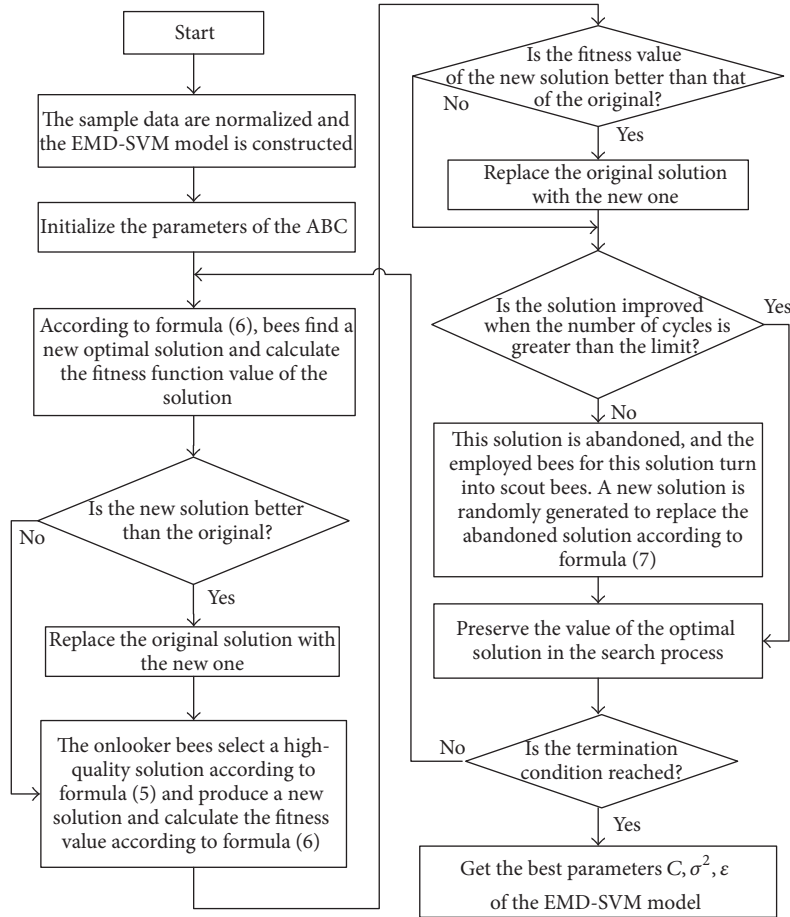 Start
The sample data are normalized and
the EMD-SVM model is constructed
Initialize the parameters of the ABC
According to formula (6), bees find a
new optimal solution and calculate
the fitness function value of the
solution
Is the new solution better
than the original?
No
Yes
Replace the original solution with
the new one
The onlooker bees select a high-
quality solution according to
formula (5) and produce a new
solution and calculate the fitness
value according to formula (6)
Is the fitness value
of the new solution better than that
of the original?
No
Yes
Replace the original solution
with the new one
Is the solution improved
when the number of cycles is
greater than the limit?
Yes
No
This solution is abandoned, and the
employed bees for this solution turn
into scout bees. A new solution is
randomly generated to replace the
abandoned solution according to
formula (7)
Preserve the value of the optimal
solution in the search process
No
Is the termination
condition reached?
Yes
Get the best parameters C, σ², ε
of the EMD-SVM model